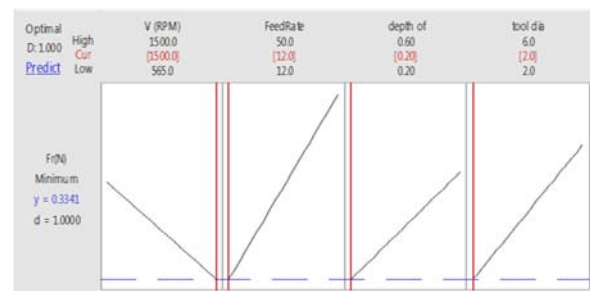 Optimal
D: 1.000
Predict
High
Cur
Low
V (RPM)
1500.0
[1500.0]
565.0
FeedRate
50.0
[12.0]
12.0
depth of
0.60
[0.20]
0.20
tool dia
6.0
[2.0]
2.0
Fr(N)
Minimum
y = 0.3341
d = 1.0000